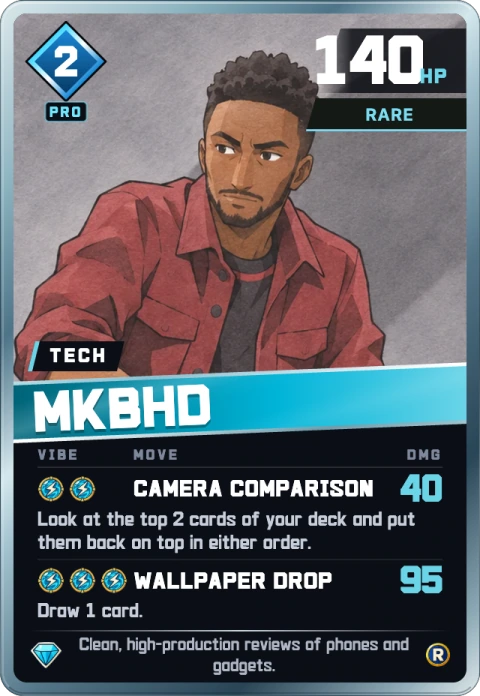 2
PRO
140 HP
RARE
TECH
MKBHD
VIBE MOVE DMG
CAMERA COMPARISON 40
Look at the top 2 cards of your deck and put
them back on top in either order.
WALLPAPER DROP 95
Draw 1 card.
Clean, high-production reviews of phones and
gadgets.
R